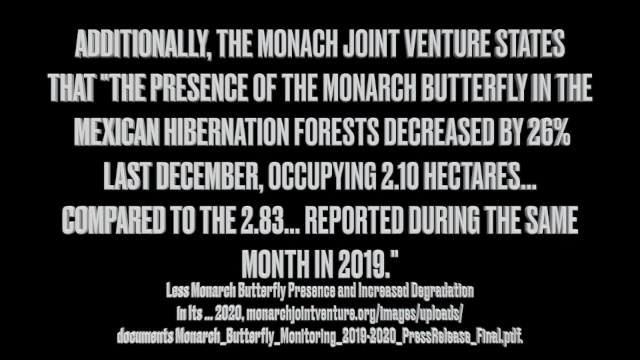 ADDITIONALLY, THE MONACH JOINT VENTURE STATES
THAT "THE PRESENCE OF THE MONARCH BUTTERFLY IN THE
MEXICAN HIBERNATION FORESTS DECREASED BY 26%
LAST DECEMBER, OCCUPYING 2.10 HECTARES...
COMPARED TO THE 2.83... REPORTED DURING THE SAME
MONTH IN 2019."
Less Monarch Butterfly Presence and Increased Degradation
in Its ... 2020, monarchjointventure.org/images/uploads/
documents Monarch_Butterfly_Monitoring_2019-2020_PressRelease_Final.pdf.